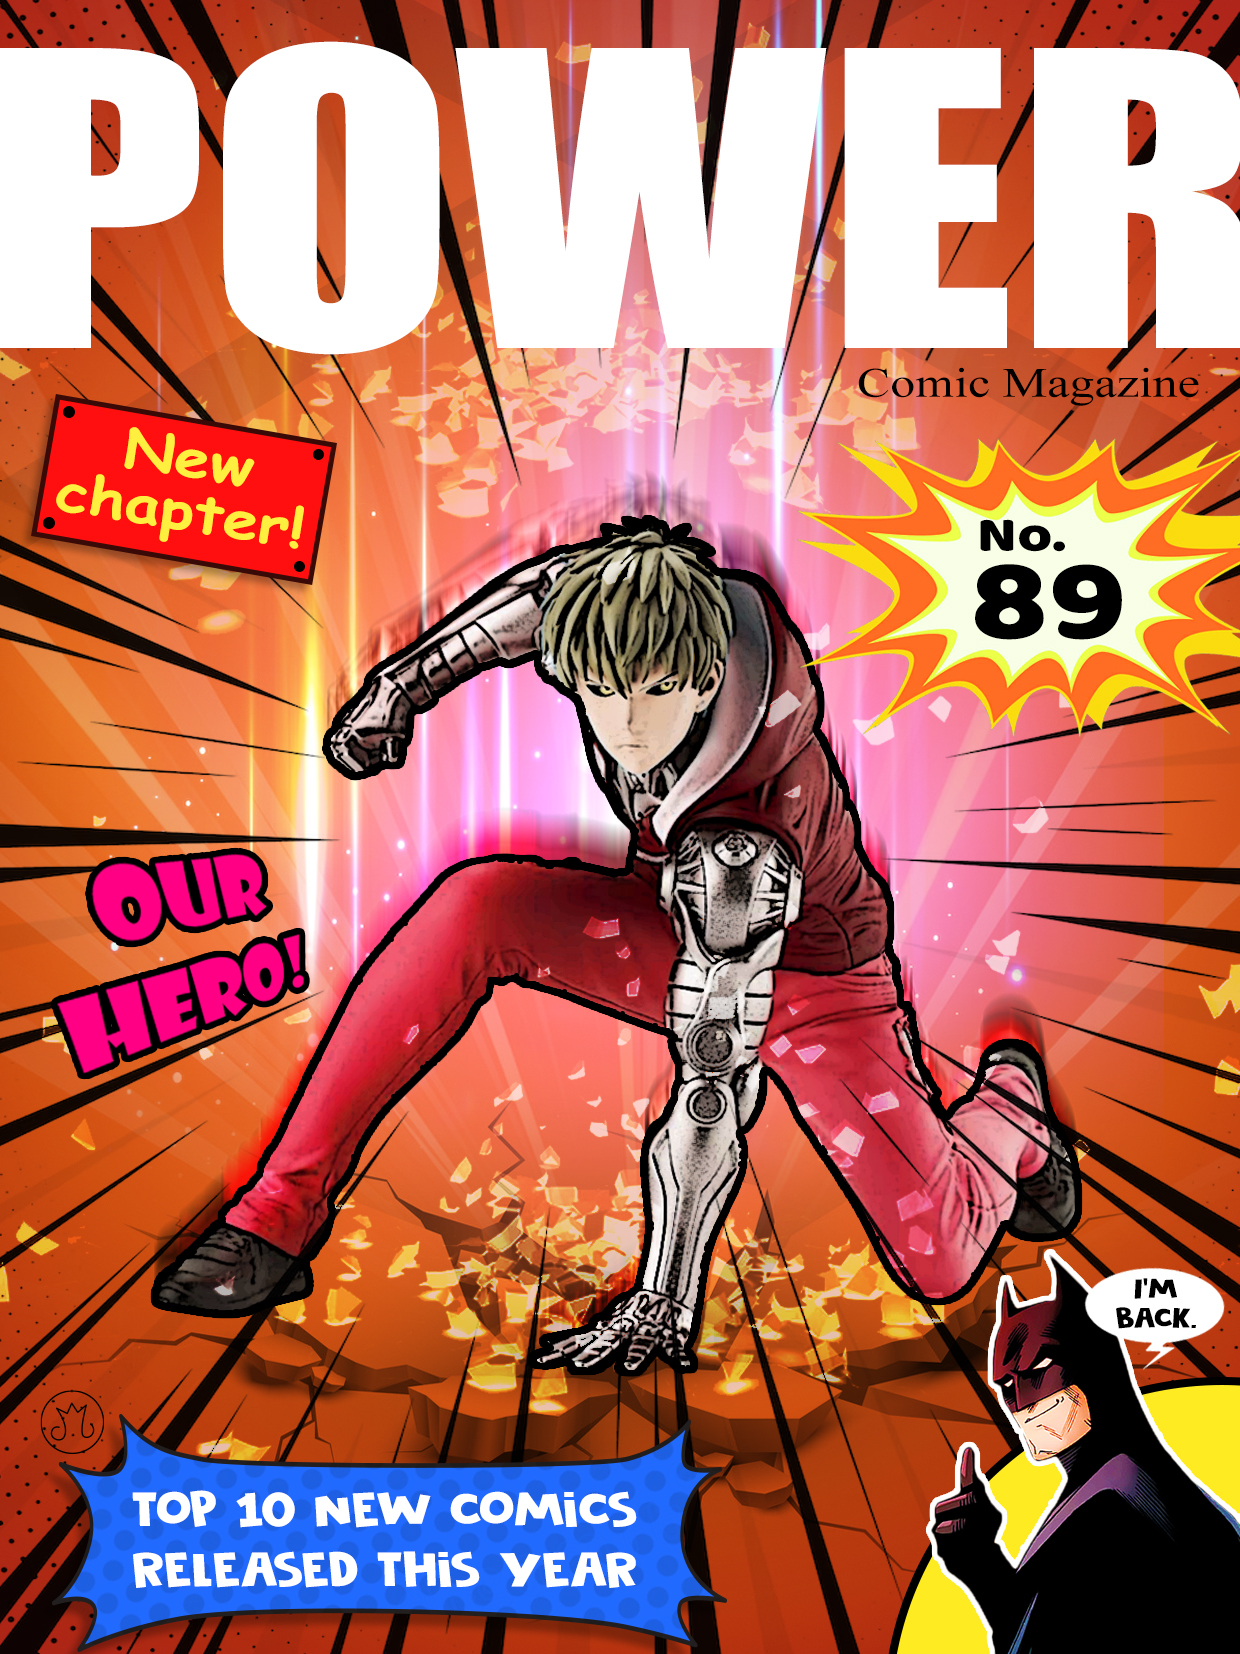 POWER
Comic Magazine
New
chapter!
No.
89
OUR
HERO!
I'M
BACK.
TOP 10 NEW COMiCS
RELEASED THiS YEAR